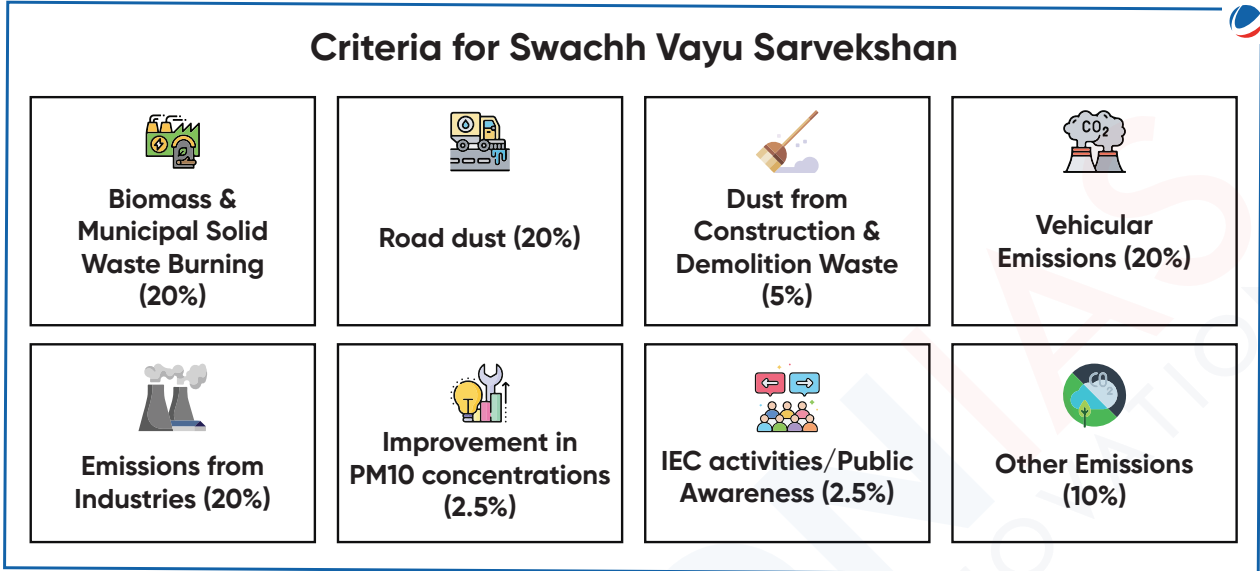 Criteria for Swachh Vayu Sarvekshan
Biomass &
Municipal Solid
Waste Burning
(20%)
Road dust (20%)
Dust from
Construction &
Demolition Waste
(5%)
CO2
Vehicular
Emissions (20%)
Emissions from
Industries (20%)
Improvement in
PM10 concentrations
(2.5%)
IEC activities/Public
Awareness (2.5%)
CO2
Other Emissions
(10%)